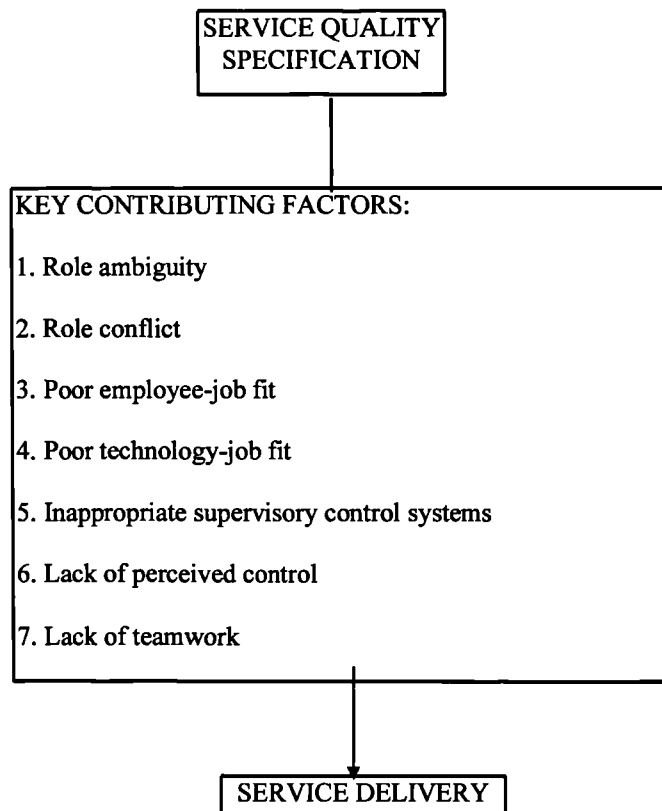 SERVICE QUALITY
SPECIFICATION
KEY CONTRIBUTING FACTORS:
1. Role ambiguity
2. Role conflict
3. Poor employee-job fit
4. Poor technology-job fit
5. Inappropriate supervisory control systems
6. Lack of perceived control
7. Lack of teamwork
SERVICE DELIVERY